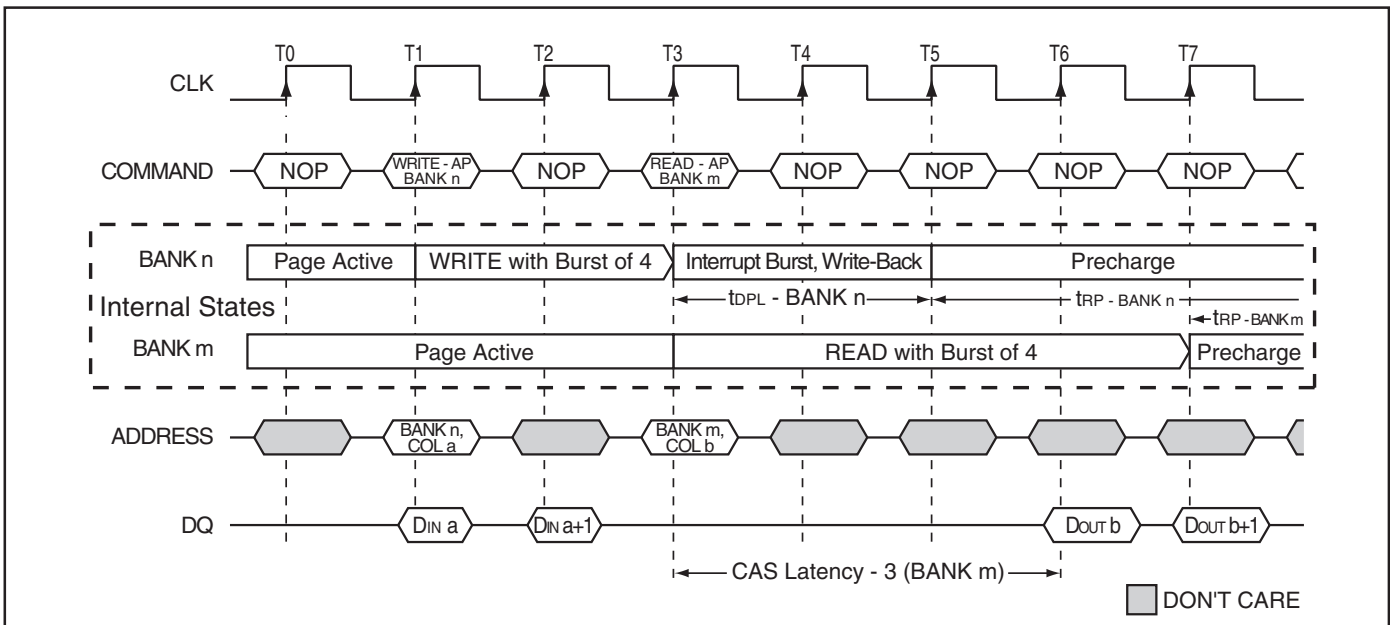 T0 T1 T2 T3 T4 T5 T6 T7
CLK
COMMAND NOP WRITE - AP BANK n NOP READ - AP BANK m NOP NOP NOP NOP
BANK n Page Active WRITE with Burst of 4 Interrupt Burst, Write-Back Precharge
tDPL - BANK n tRP - BANK n
Internal States
tRP - BANK m
BANK m Page Active READ with Burst of 4 Precharge
ADDRESS BANK n, COL a BANK m, COL b
DQ DIN a DIN a+1 DOUT b DOUT b+1
CAS Latency - 3 (BANK m)
DON'T CARE